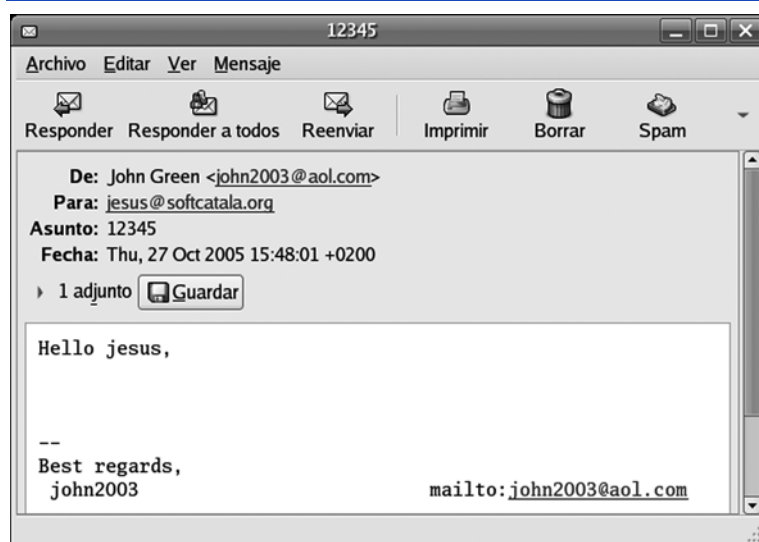 12345
Archivo Editar Ver Mensaje
Responder Responder a todos Reenviar Imprimir Borrar Spam
De: John Green <john2003@aol.com>
Para: jesus@softcatala.org
Asunto: 12345
Fecha: Thu, 27 Oct 2005 15:48:01 +0200
1 adjunto Guardar
Hello jesus,
--
Best regards,
john2003 mailto:john2003@aol.com